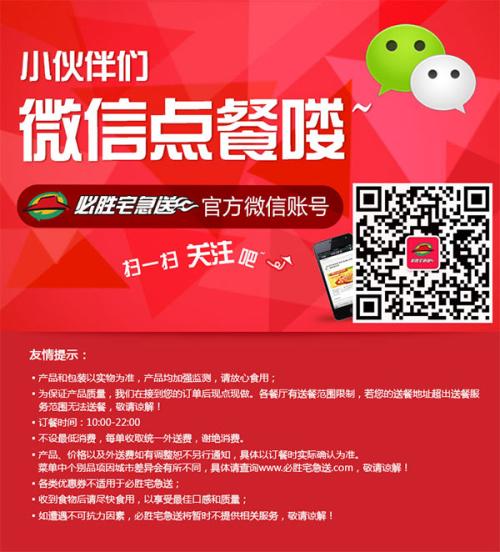 小伙伴们
微信点餐喽~
必胜宅急送 官方微信账号
扫一扫 关注 吧~
必胜宅急送
友情提示：
• 产品和包装以实物为准，产品均加强监测，请放心食用；
• 为保证产品质量，我们在接到您的订单后现点现做。各餐厅有送餐范围限制，若您的送餐地址超出送餐服
务范围无法送餐，敬请谅解！
• 订餐时间：10:00-22:00
• 不设最低消费，每单收取统一外送费，谢绝消费。
• 产品、价格以及外送费如有调整恕不另行通知，具体以订餐时实际确认为准。
菜单中个别品项因城市差异会有所不同，具体请查询www.必胜宅急送.com，敬请谅解！
• 各类优惠券不适用于必胜宅急送；
• 收到食物后请尽快食用，以享受最佳口感和质量；
• 如遭遇不可抗力因素，必胜宅急送将暂时不提供相关服务，敬请谅解！